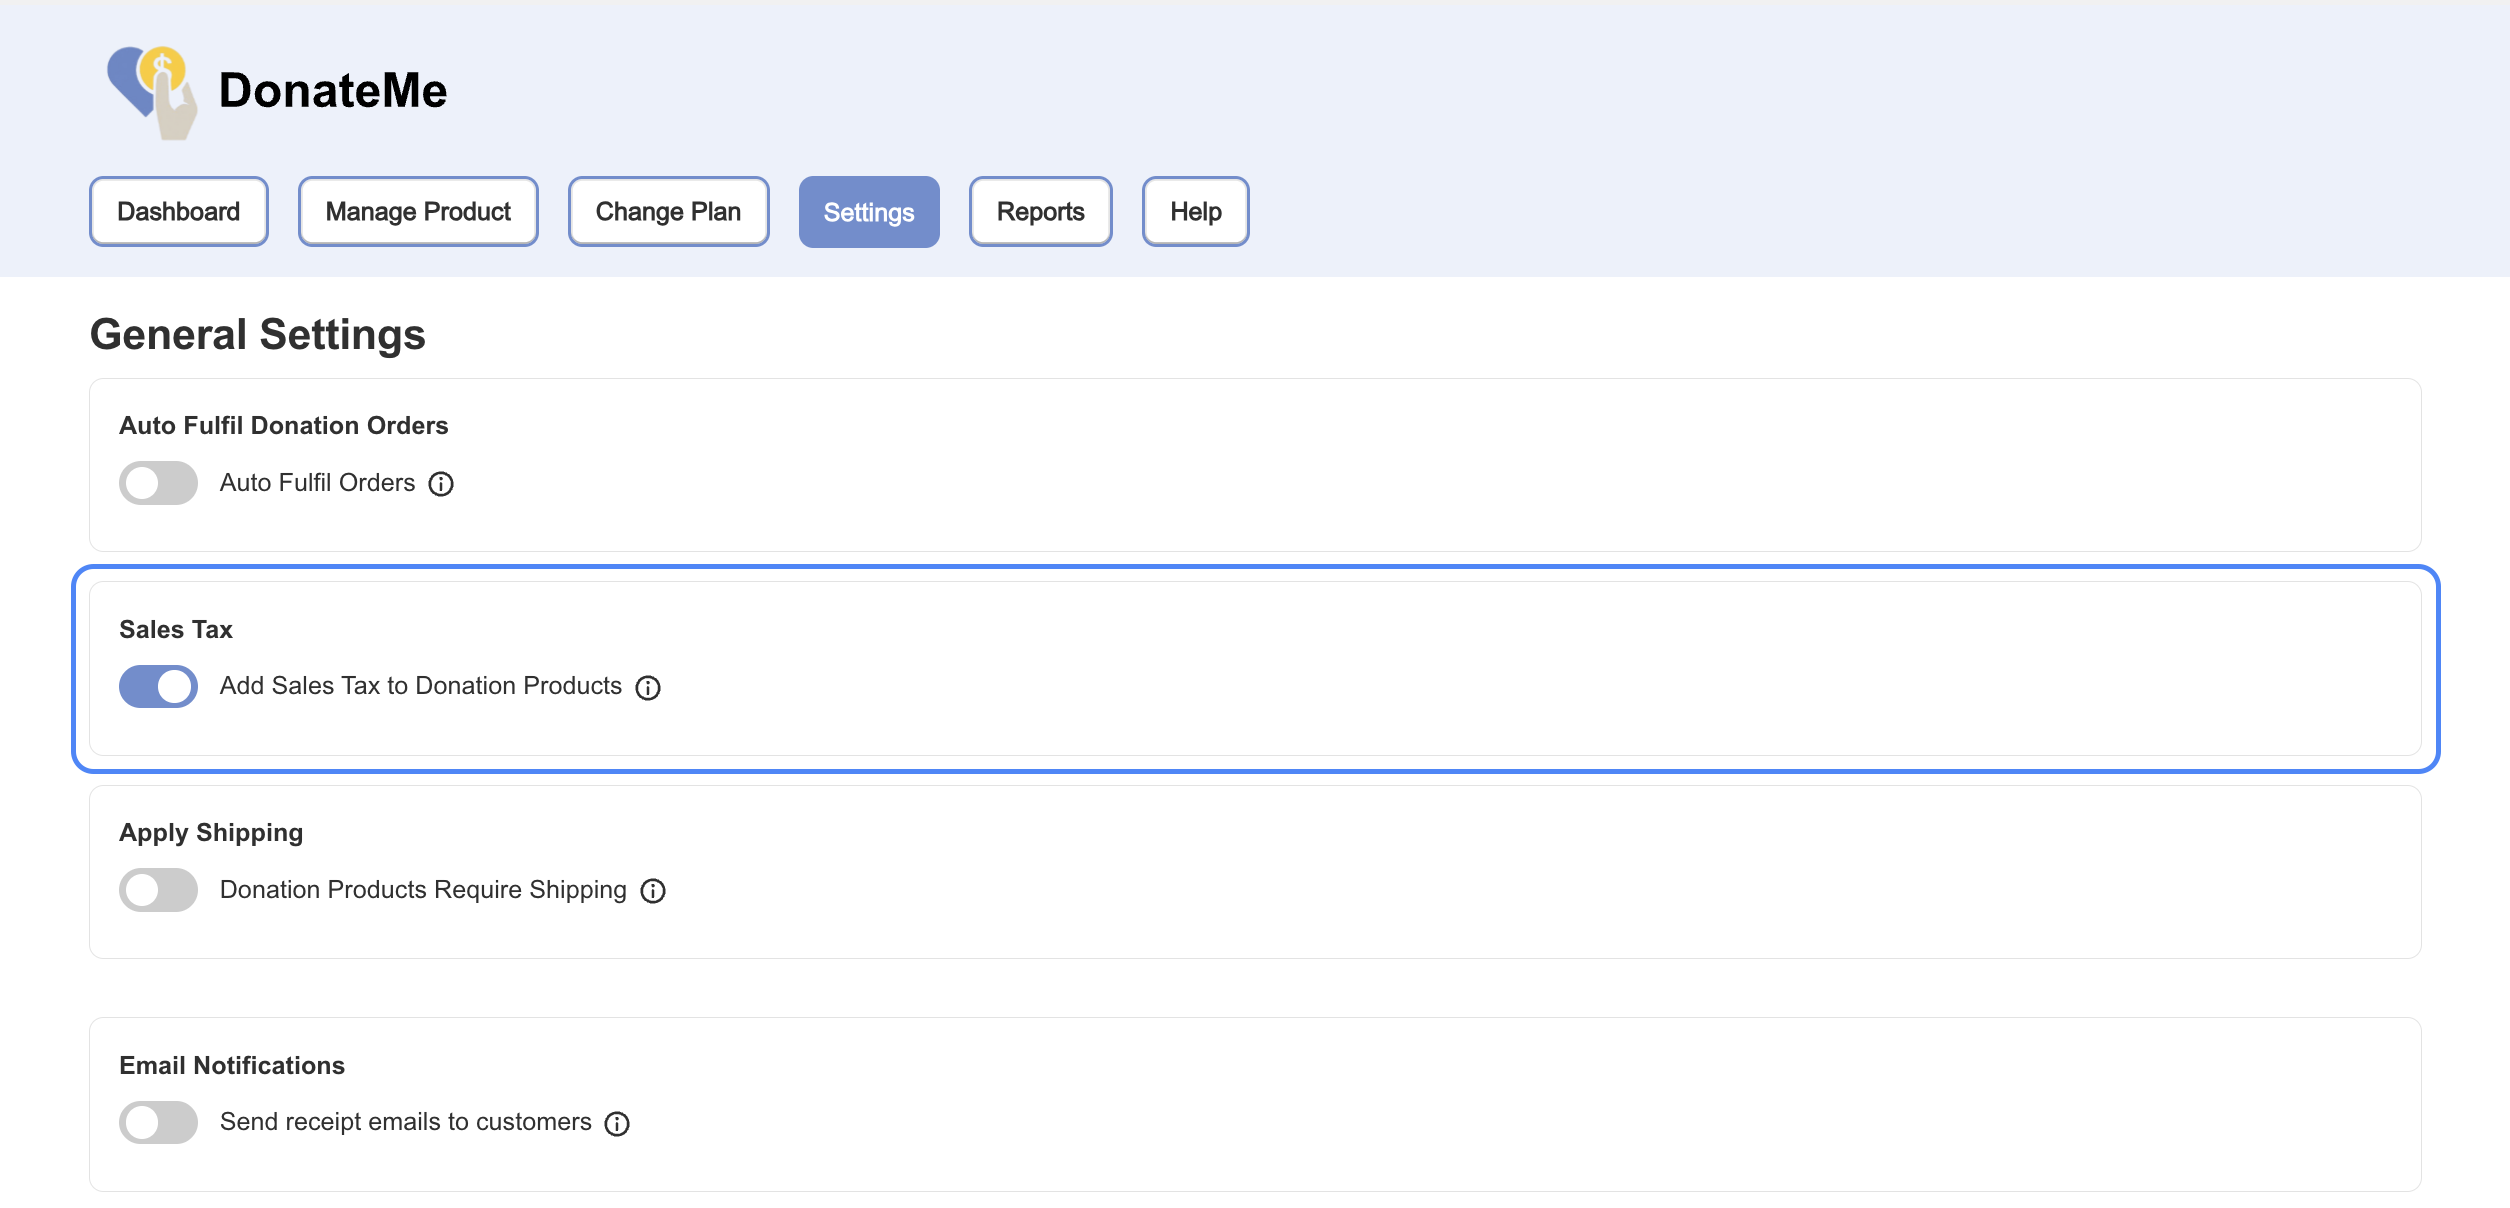 $
DonateMe
Dashboard Manage Product Change Plan Settings Reports Help
General Settings
Auto Fulfil Donation Orders
Auto Fulfil Orders
Sales Tax
Add Sales Tax to Donation Products
Apply Shipping
Donation Products Require Shipping
Email Notifications
Send receipt emails to customers